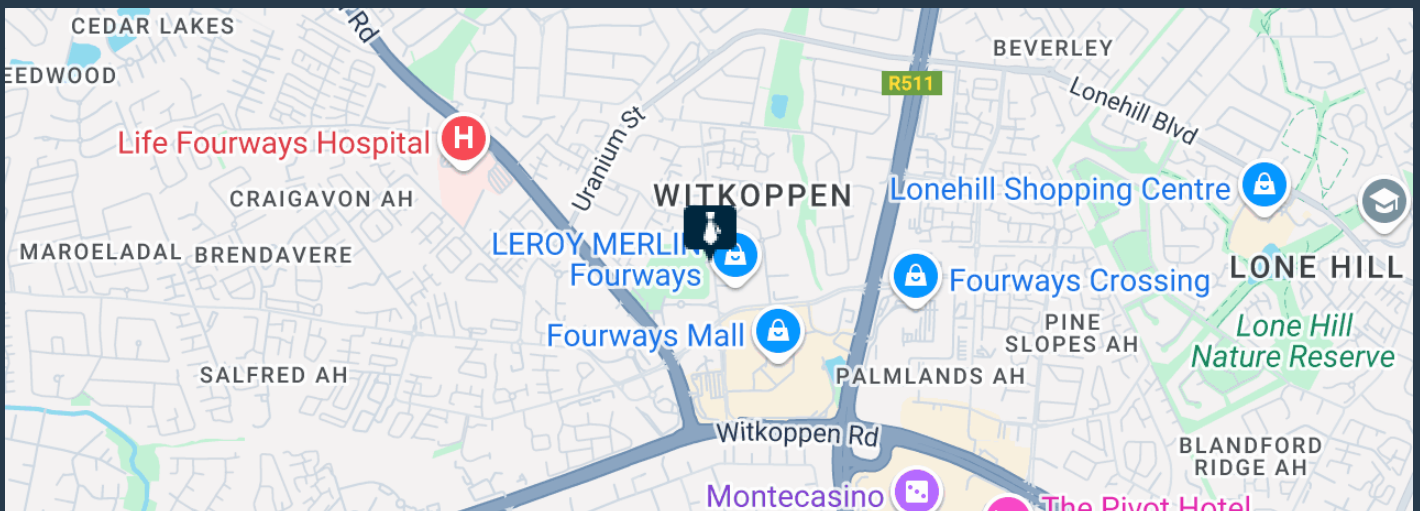 CEDAR LAKES
Rd
BEVERLEY
EEDWOOD
R511
Lonehill Blvd
Life Fourways Hospital
H
Uranium St
CRAIGAVON AH
WITKOPPEN
Lonehill Shopping Centre
MAROELADAL
BRENDAVERE
LEROY MERLIN
Fourways
Fourways Crossing
LONE HILL
Fourways Mall
PINE
SLOPES AH
Lone Hill
Nature Reserve
SALFRED AH
PALMLANDS AH
Witkoppen Rd
BLANDFORD
RIDGE AH
Montecasino
The Pivot Hotel